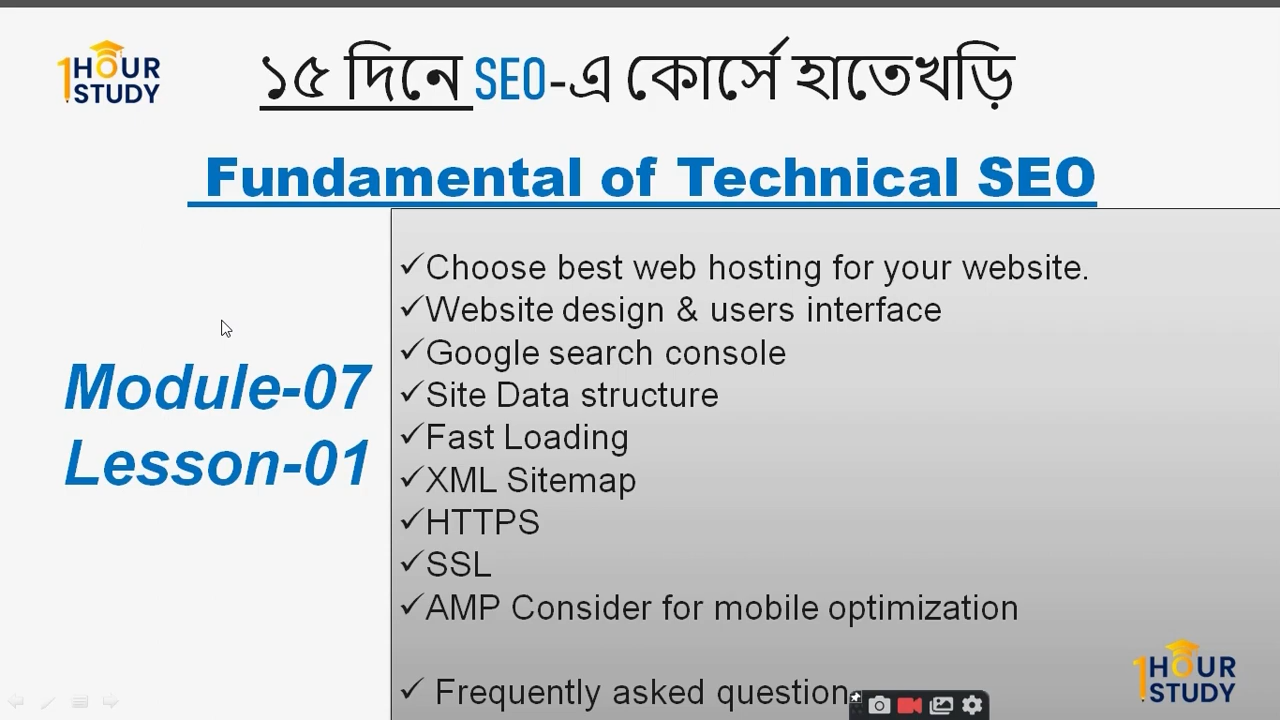 1HOUR
STUDY
১৫ দিনে SEO-এ কোর্সে হাতেখড়ি
Fundamental of Technical SEO
Module-07
Lesson-01
✓Choose best web hosting for your website.
✓Website design & users interface
✓Google search console
✓Site Data structure
✓Fast Loading
✓XML Sitemap
✓HTTPS
✓SSL
✓AMP Consider for mobile optimization
✓ Frequently asked question
1HOUR
STUDY